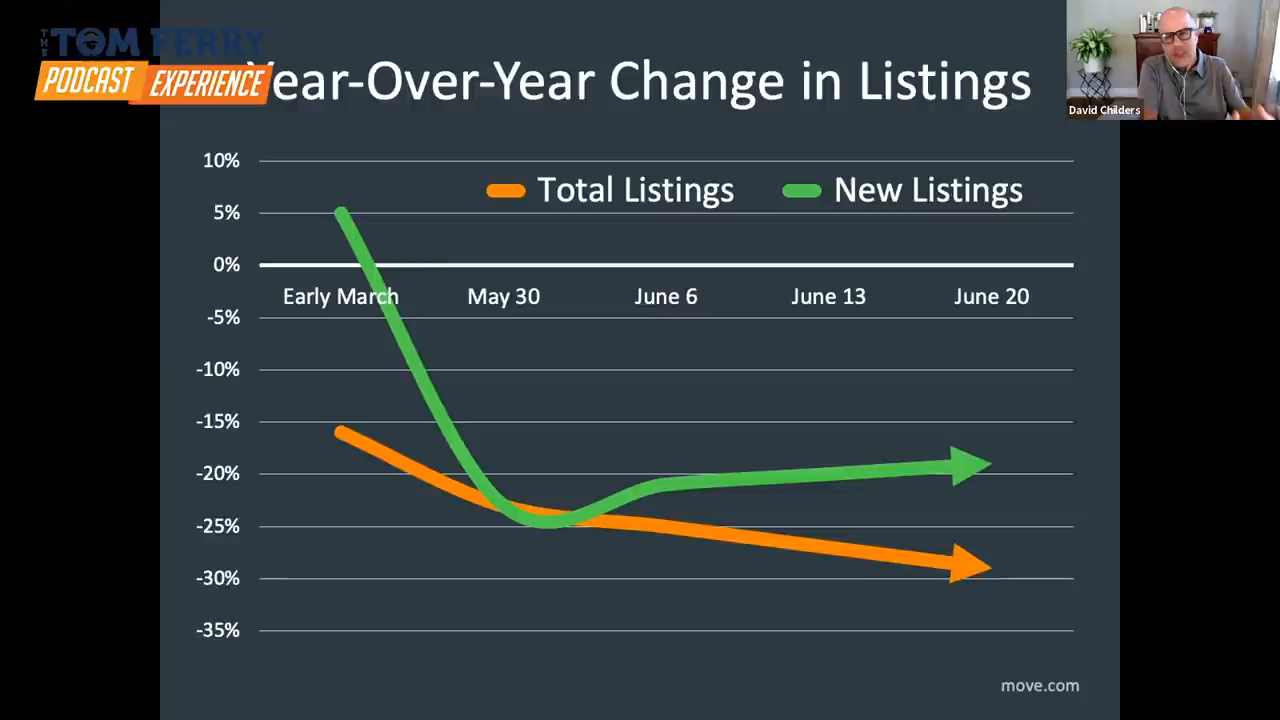 THE TOM FERRY
PODCAST EXPERIENCE
Year-Over-Year Change in Listings
David Childers
10%
Total Listings New Listings
5%
0%
Early March May 30 June 6 June 13 June 20
-5%
-10%
-15%
-20%
-25%
-30%
-35%
move.com